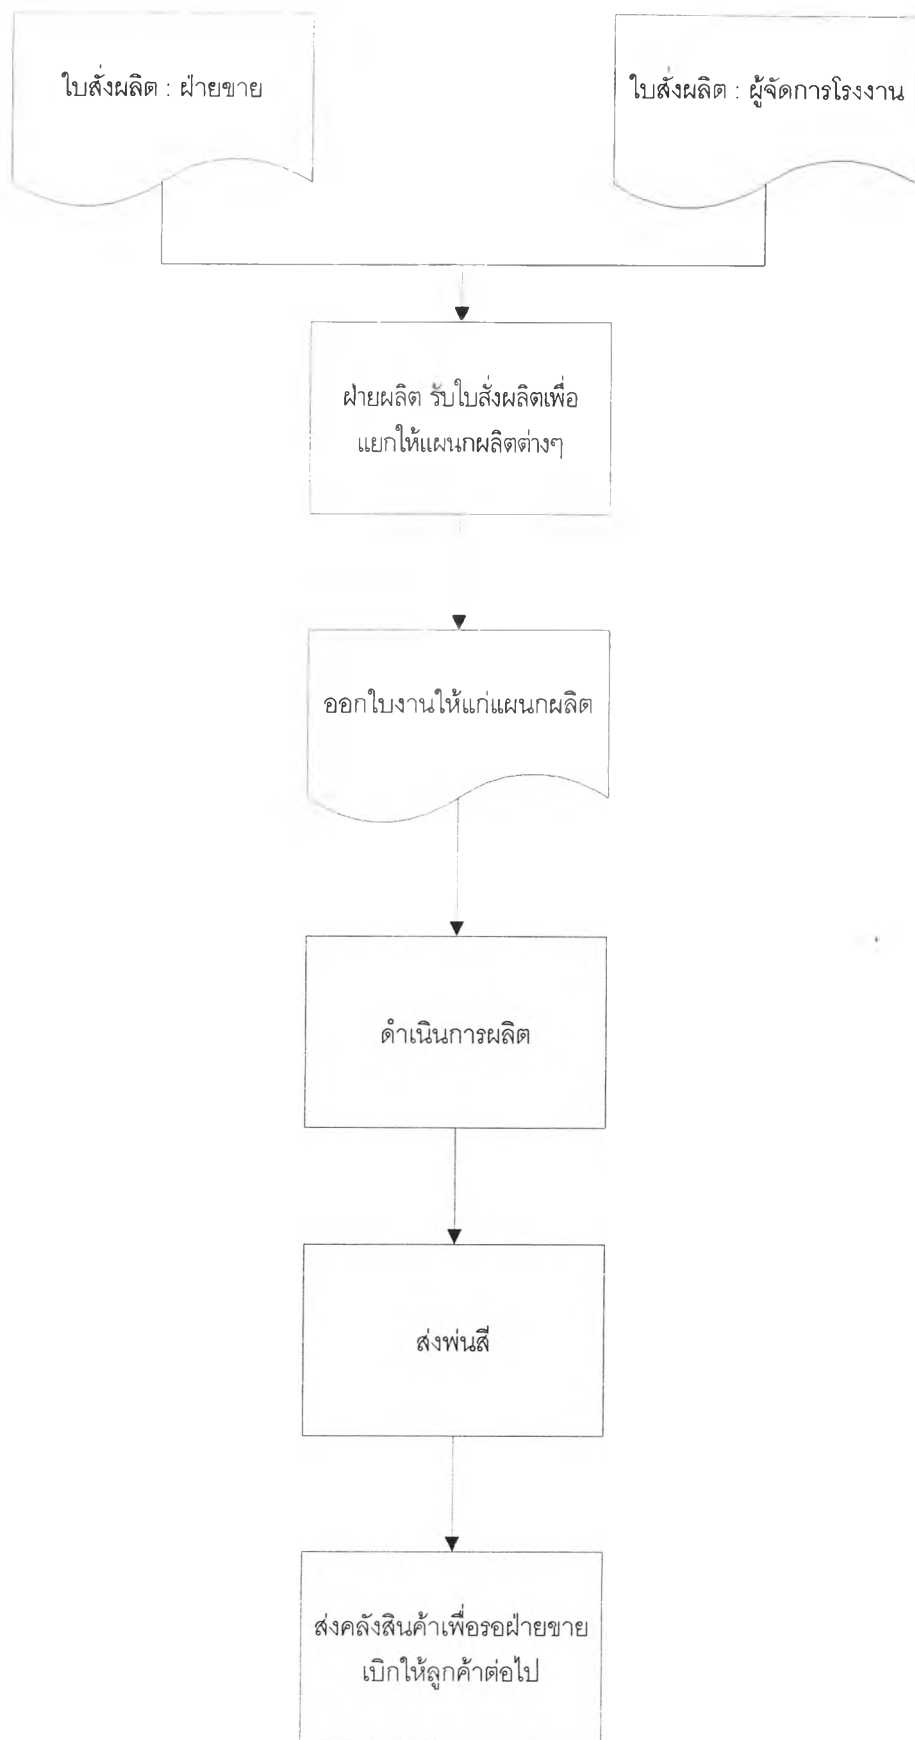 ใบสั่งผลิต : ฝ่ายขาย
ใบสั่งผลิต : ผู้จัดการโรงงาน
ฝ่ายผลิต รับใบสั่งผลิตเพื่อ
แยกให้แผนกผลิตต่างๆ
ออกใบงานให้แก่แผนกผลิต
ดำเนินการผลิต
ส่งพ่นสี
ส่งคลังสินค้าเพื่อรอฝ่ายขาย
เบิกให้ลูกค้าต่อไป